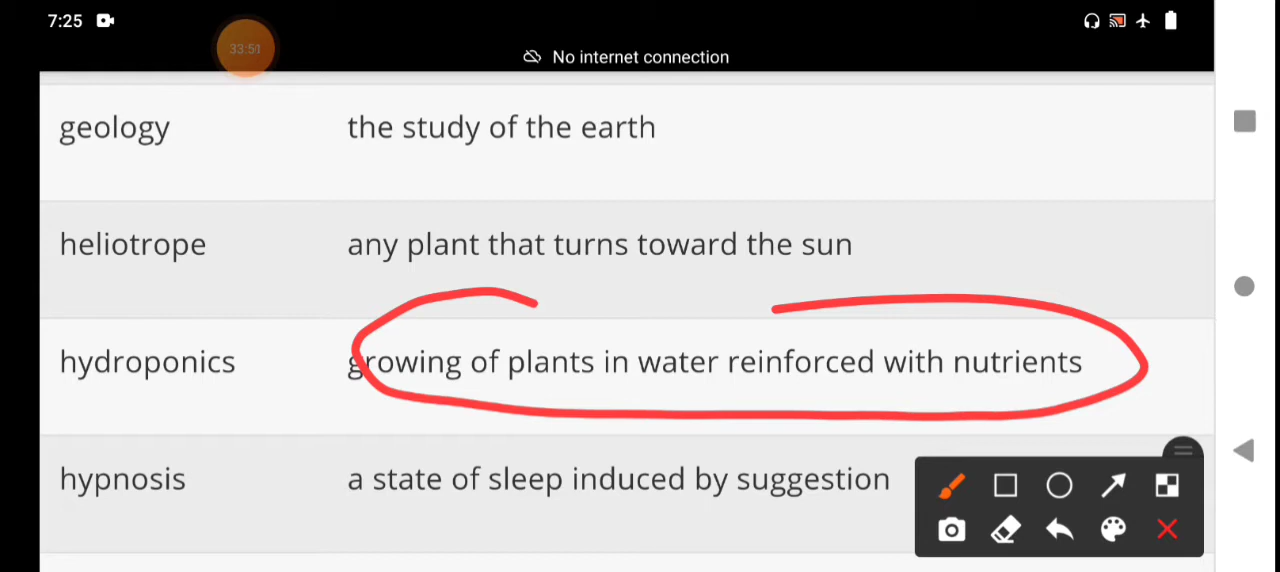 7:25
33:51
No internet connection
geology the study of the earth
heliotrope any plant that turns toward the sun
hydroponics growing of plants in water reinforced with nutrients
hypnosis a state of sleep induced by suggestion